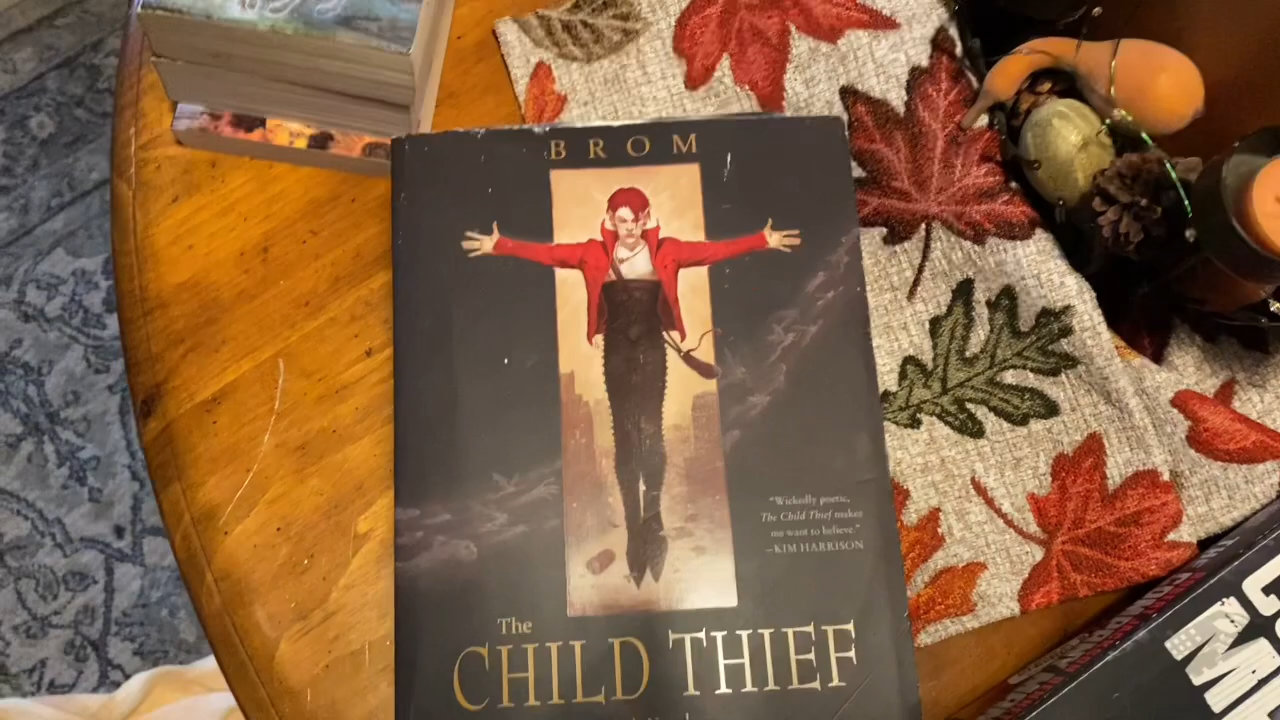 BROM
"Wickedly poetic,
The Child Thief makes
me want to believe."
—KIM HARRISON
The
CHILD THIEF